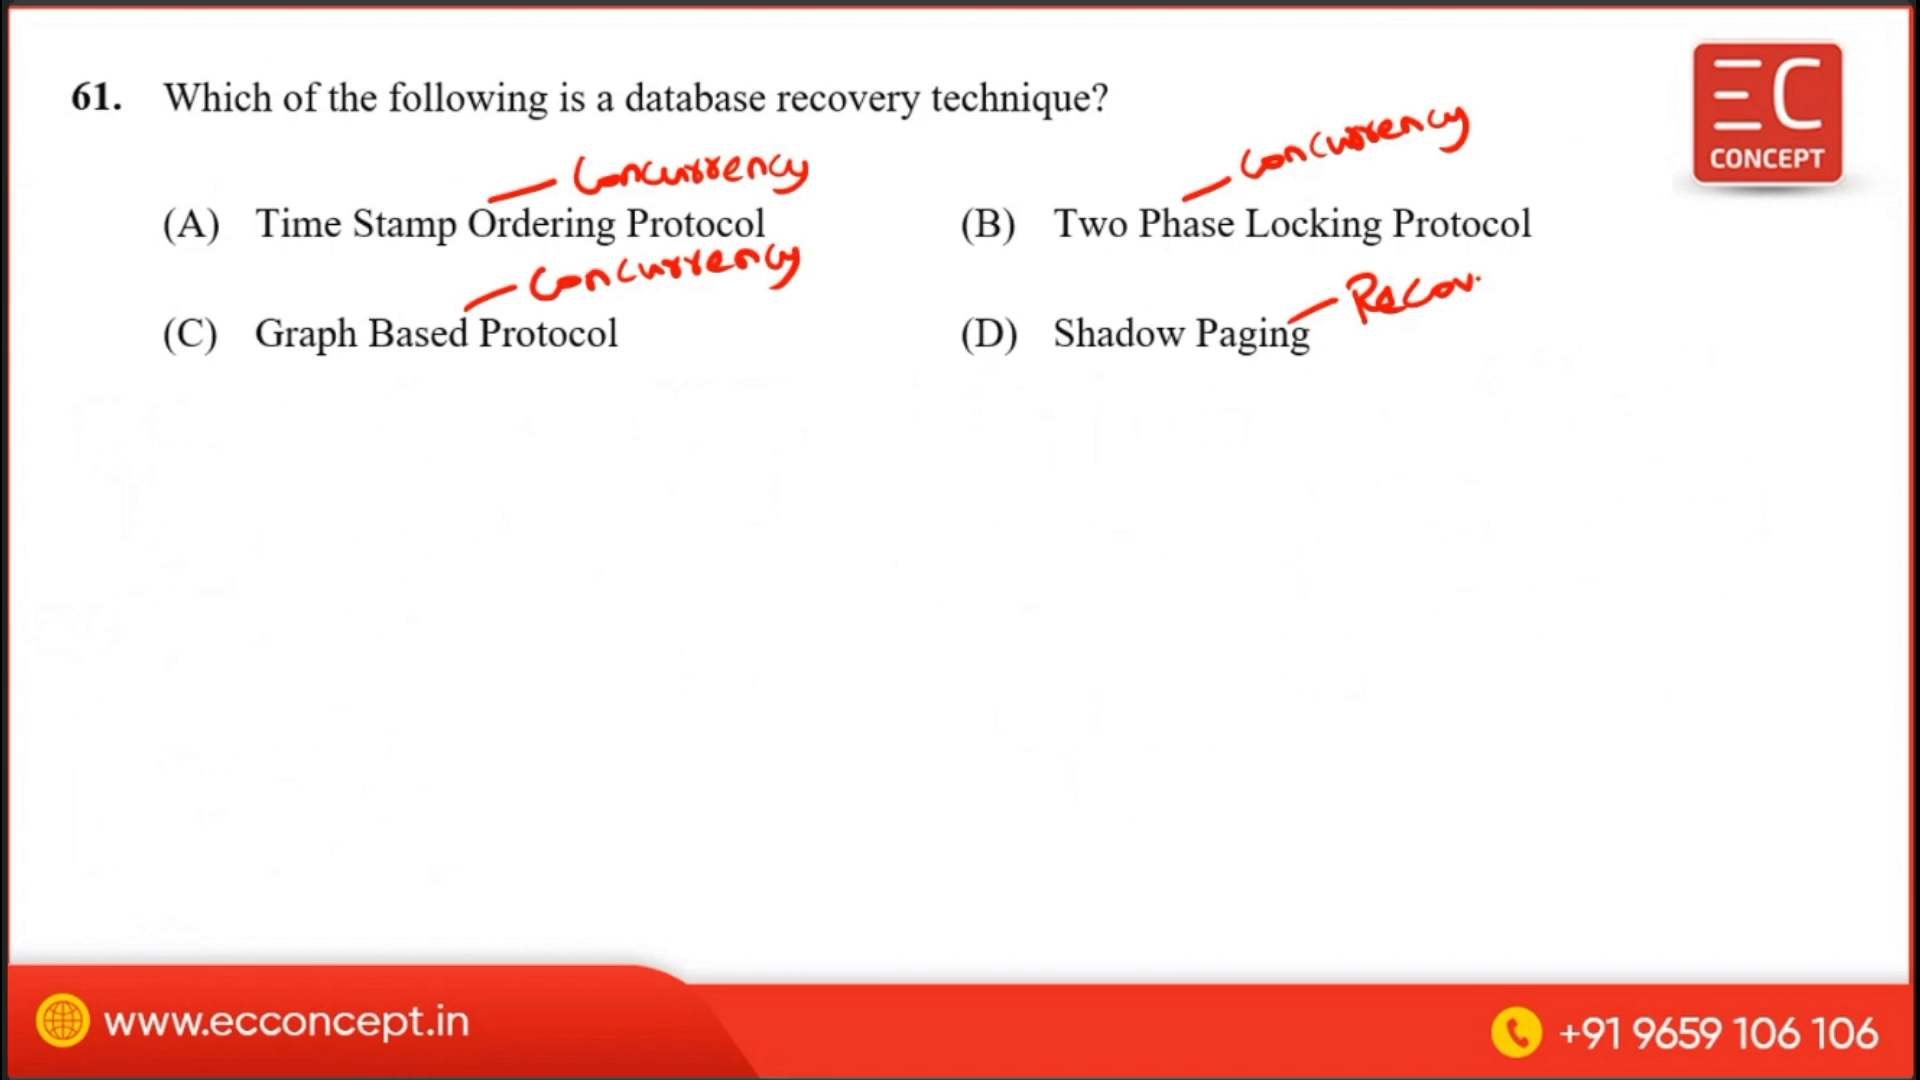 61. Which of the following is a database recovery technique?
EC
CONCEPT
Concurrency
Concurrency
(A) Time Stamp Ordering Protocol
(B) Two Phase Locking Protocol
Concurrency
Recov.
(C) Graph Based Protocol
(D) Shadow Paging
www.ecconcept.in
+91 9659 106 106